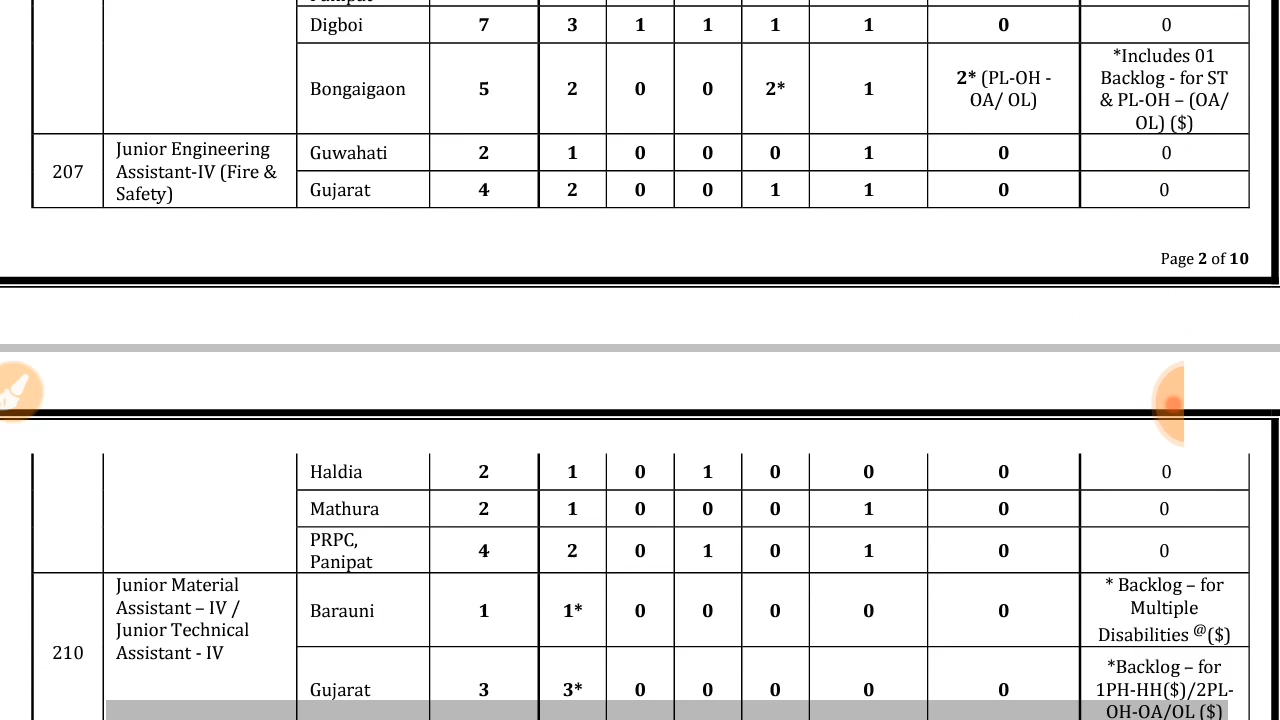 Digboi 7 3 1 1 1 1 0 0
Bongaigaon 5 2 0 0 2* 1 2* (PL-OH - OA/ OL) *Includes 01 Backlog - for ST & PL-OH – (OA/ OL) ($)
207 Junior Engineering Assistant-IV (Fire & Safety) Guwahati 2 1 0 0 0 1 0 0
Gujarat 4 2 0 0 1 1 0 0
Page 2 of 10
Haldia 2 1 0 1 0 0 0 0
Mathura 2 1 0 0 0 1 0 0
PRPC, Panipat 4 2 0 1 0 1 0 0
210 Junior Material Assistant – IV / Junior Technical Assistant - IV Barauni 1 1* 0 0 0 0 0 * Backlog – for Multiple Disabilities @($)
Gujarat 3 3* 0 0 0 0 0 *Backlog – for 1PH-HH($)/2PL-OH-OA/OL ($)